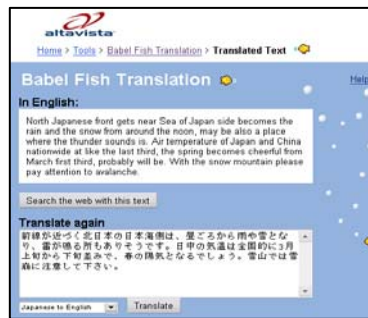 altavista
Home > Tools > Babel Fish Translation > Translated Text
Babel Fish Translation
Help
In English:
North Japanese front gets near Sea of Japan side becomes the
rain and the snow from around the noon, may be also a place
where the thunder sounds is. Air temperature of Japan and China
nationwide at like the last third, the spring becomes cheerful from
March first third, probably will be. With the snow mountain please
pay attention to avalanche.
Search the web with this text
Translate again
前線が近づく北日本の日本海側は、昼ごろから雨や雪とな
り、雷が鳴る所もありそうです。日中の気温は全国的に3月
上旬から下旬並みで、春の陽気となるでしょう。雪山では雪
崩に注意して下さい。
Japanese to English
Translate